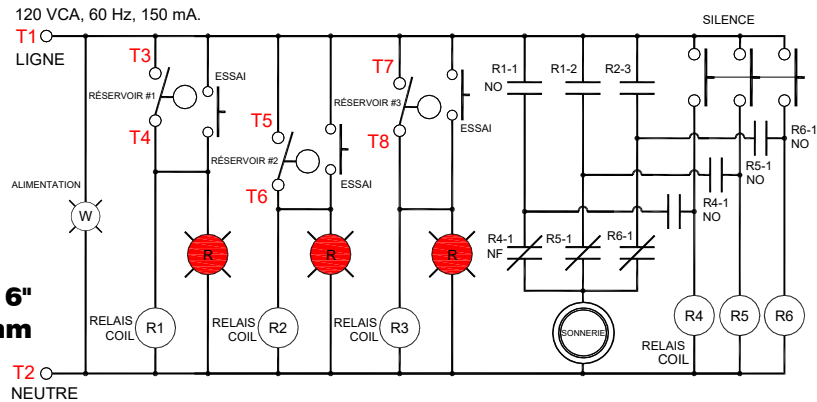 120 VCA, 60 Hz, 150 mA.
T1
LIGNE
SILENCE
T3
ESSAI
RÉSERVOIR #1
T4
T5
RÉSERVOIR #2
T6
ESSAI
T7
RÉSERVOIR #3
T8
ESSAI
R1-1
NO
R1-2
R2-3
R6-1
NO
R5-1
NO
R4-1
NO
ALIMENTATION
W
R
R
R
R4-1
NF
R5-1
R6-1
6"
mm
RELAIS
COIL
R1
RELAIS
COIL
R2
RELAIS
COIL
R3
SONNERIE
R4
R5
R6
RELAIS
COIL
T2
NEUTRE